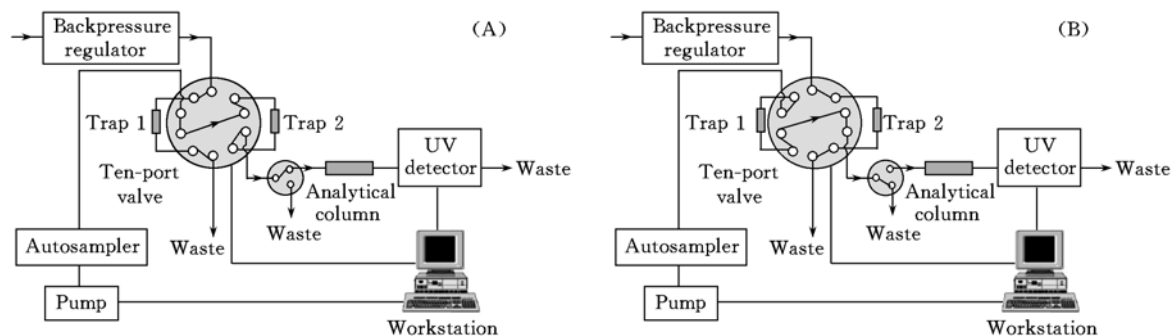 Backpressure
regulator
(A)
Trap 1
Trap 2
Ten-port
valve
UV
detector
Waste
Analytical
column
Waste
Waste
Autosampler
Pump
Workstation
Backpressure
regulator
(B)
Trap 1
Trap 2
Ten-port
valve
UV
detector
Waste
Analytical
column
Waste
Waste
Autosampler
Pump
Workstation